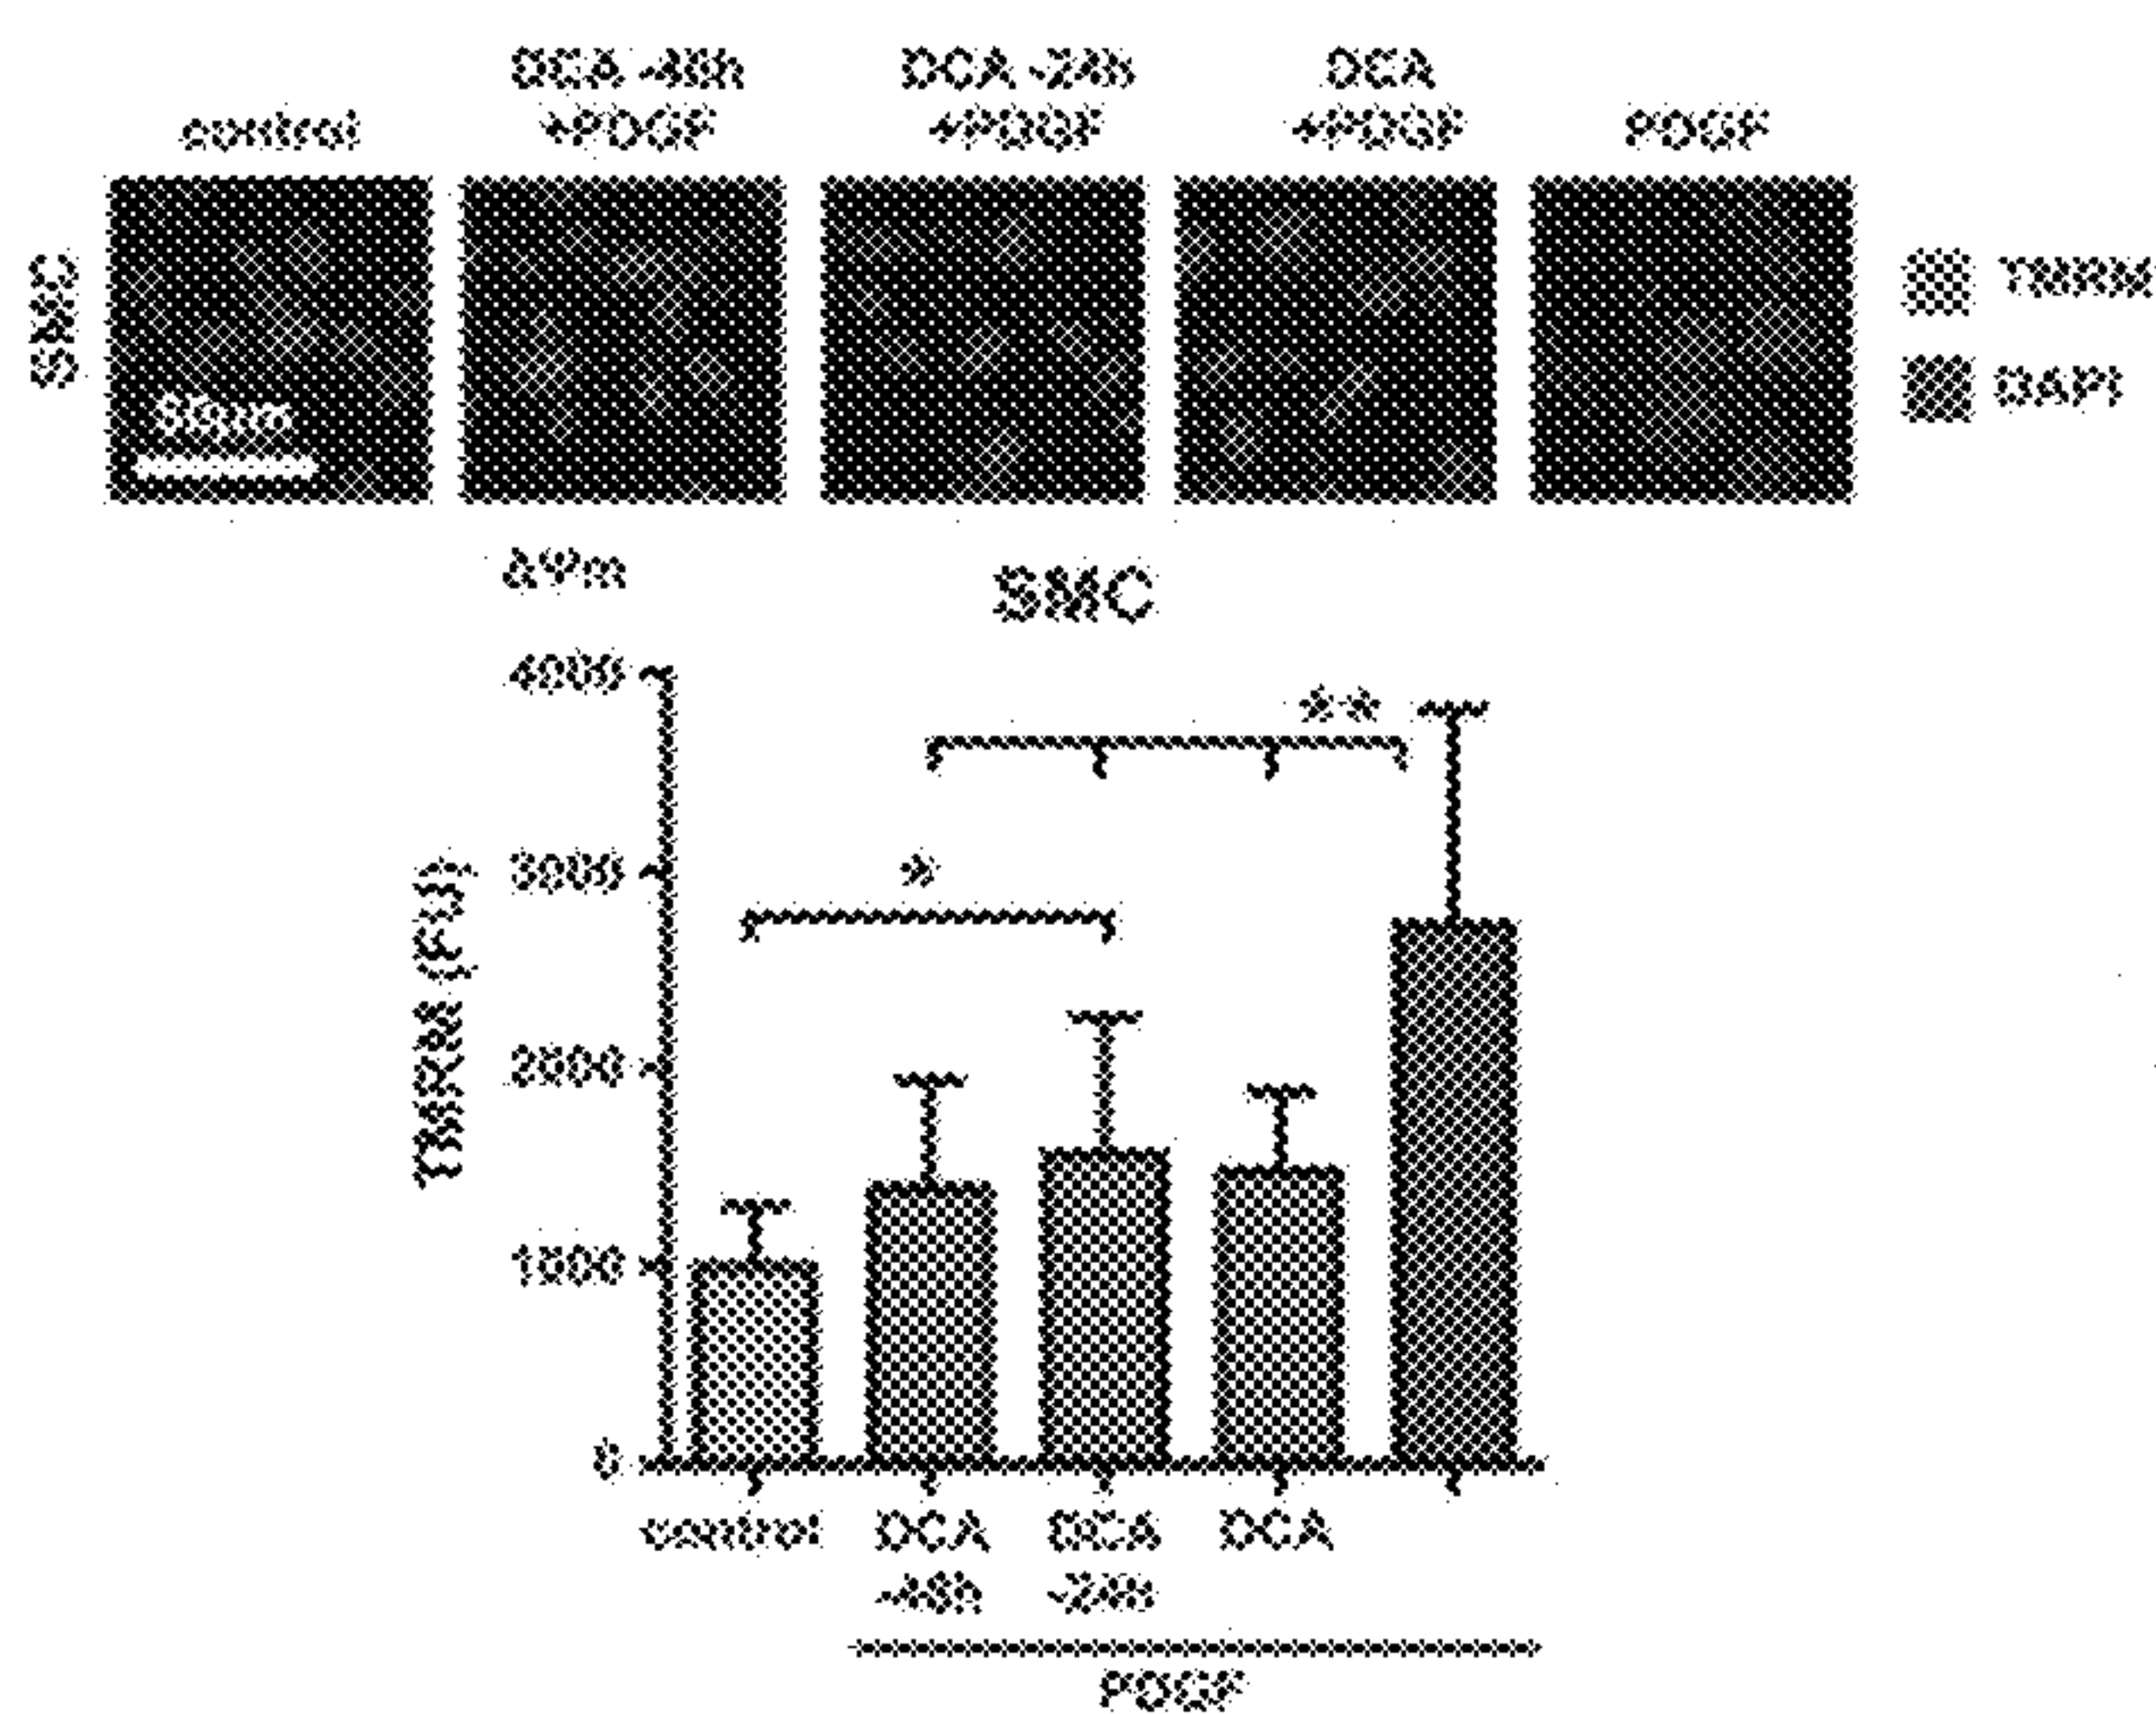 control
DCA -48h
+PDGF
DCA -24h
+PDGF
DCA
+PDGF
PDGF
SMC
TMRM
DAPI
ΔΨm
SMC
TMRM (FU)
4000
3000
2000
1000
0
**
*
control
DCA
-48h
DCA
-24h
DCA
PDGF